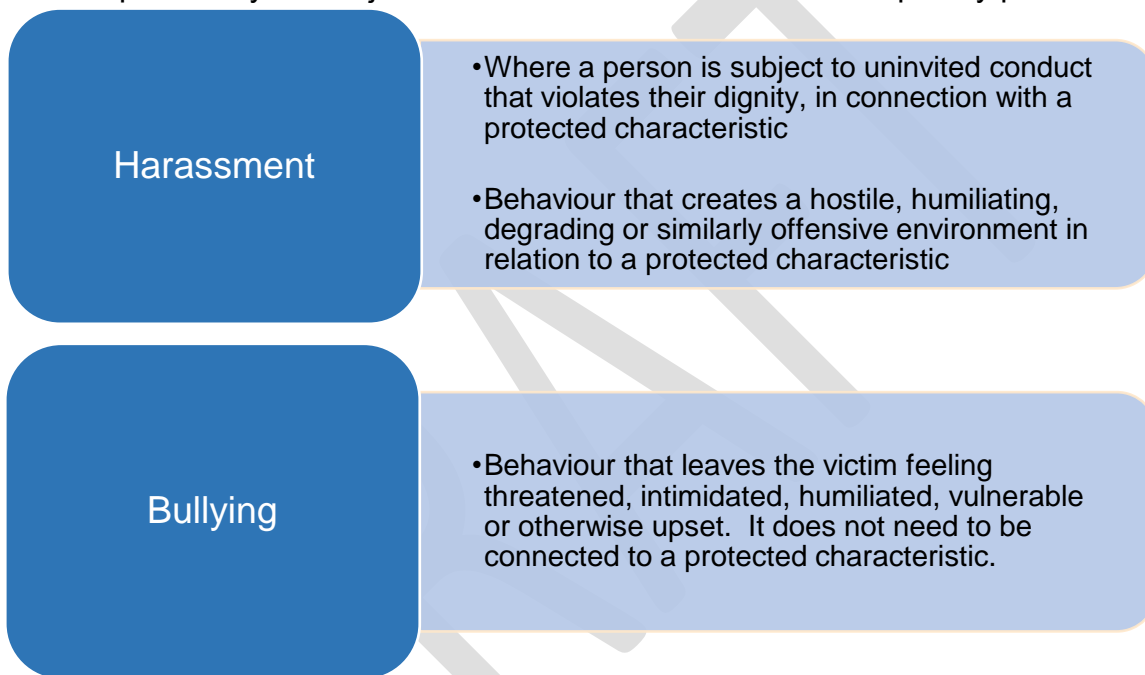 Harassment
•Where a person is subject to uninvited conduct
that violates their dignity, in connection with a
protected characteristic
•Behaviour that creates a hostile, humiliating,
degrading or similarly offensive environment in
relation to a protected characteristic
Bullying
•Behaviour that leaves the victim feeling
threatened, intimidated, humiliated, vulnerable
or otherwise upset.  It does not need to be
connected to a protected characteristic.